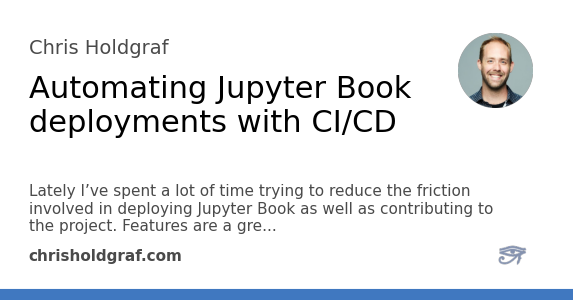 Chris Holdgraf
Automating Jupyter Book
deployments with CI/CD
Lately I’ve spent a lot of time trying to reduce the friction
involved in deploying Jupyter Book as well as contributing to
the project. Features are a gre...
chrisholdgraf.com